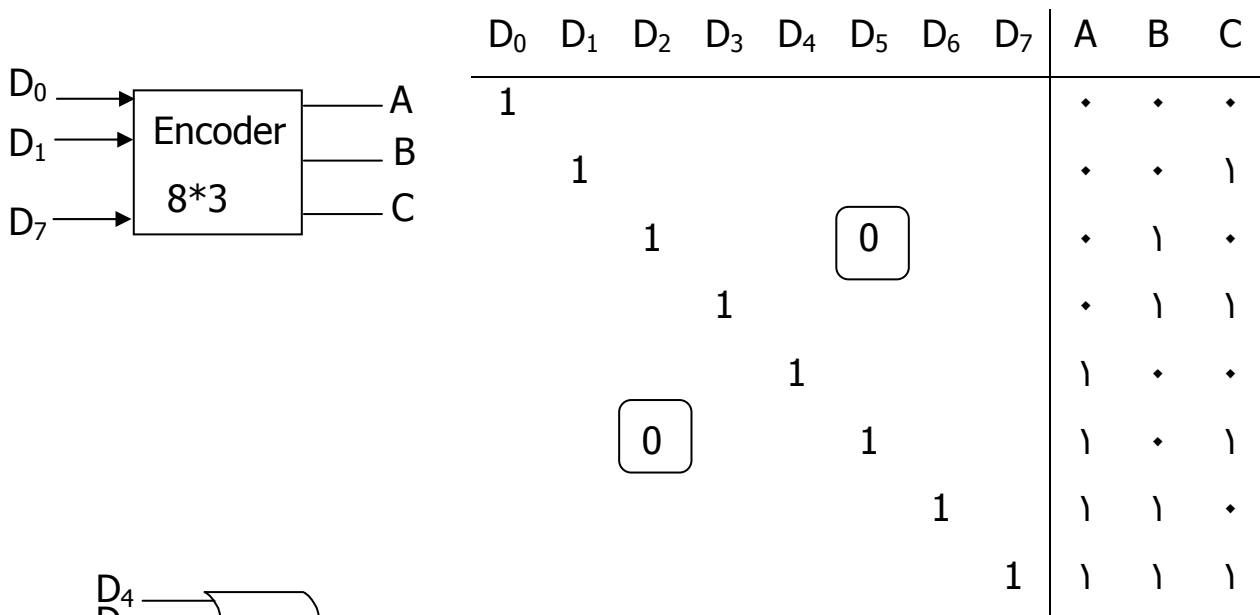 D₀ D₁ D₂ D₃ D₄ D₅ D₆ D₇ A B C
1 ٠ ٠ ٠
1 ٠ ٠ ١
1 0 ٠ ١ ٠
1 ٠ ١ ١
1 ١ ٠ ٠
0 1 ١ ٠ ١
1 ١ ١ ٠
1 ١ ١ ١
D₀
D₁
D₇
Encoder
8*3
A
B
C
D₄